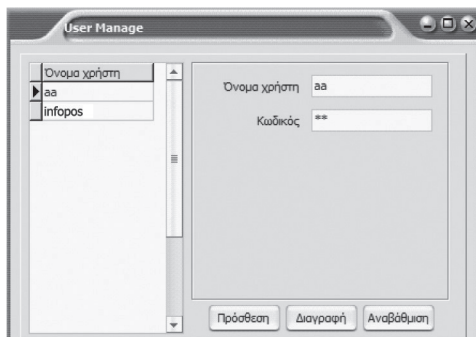 User Manage
Όνομα χρήστη
aa
infopos
Όνομα χρήστη aa
Κωδικός **
Πρόσθεση Διαγραφή Αναβάθμιση